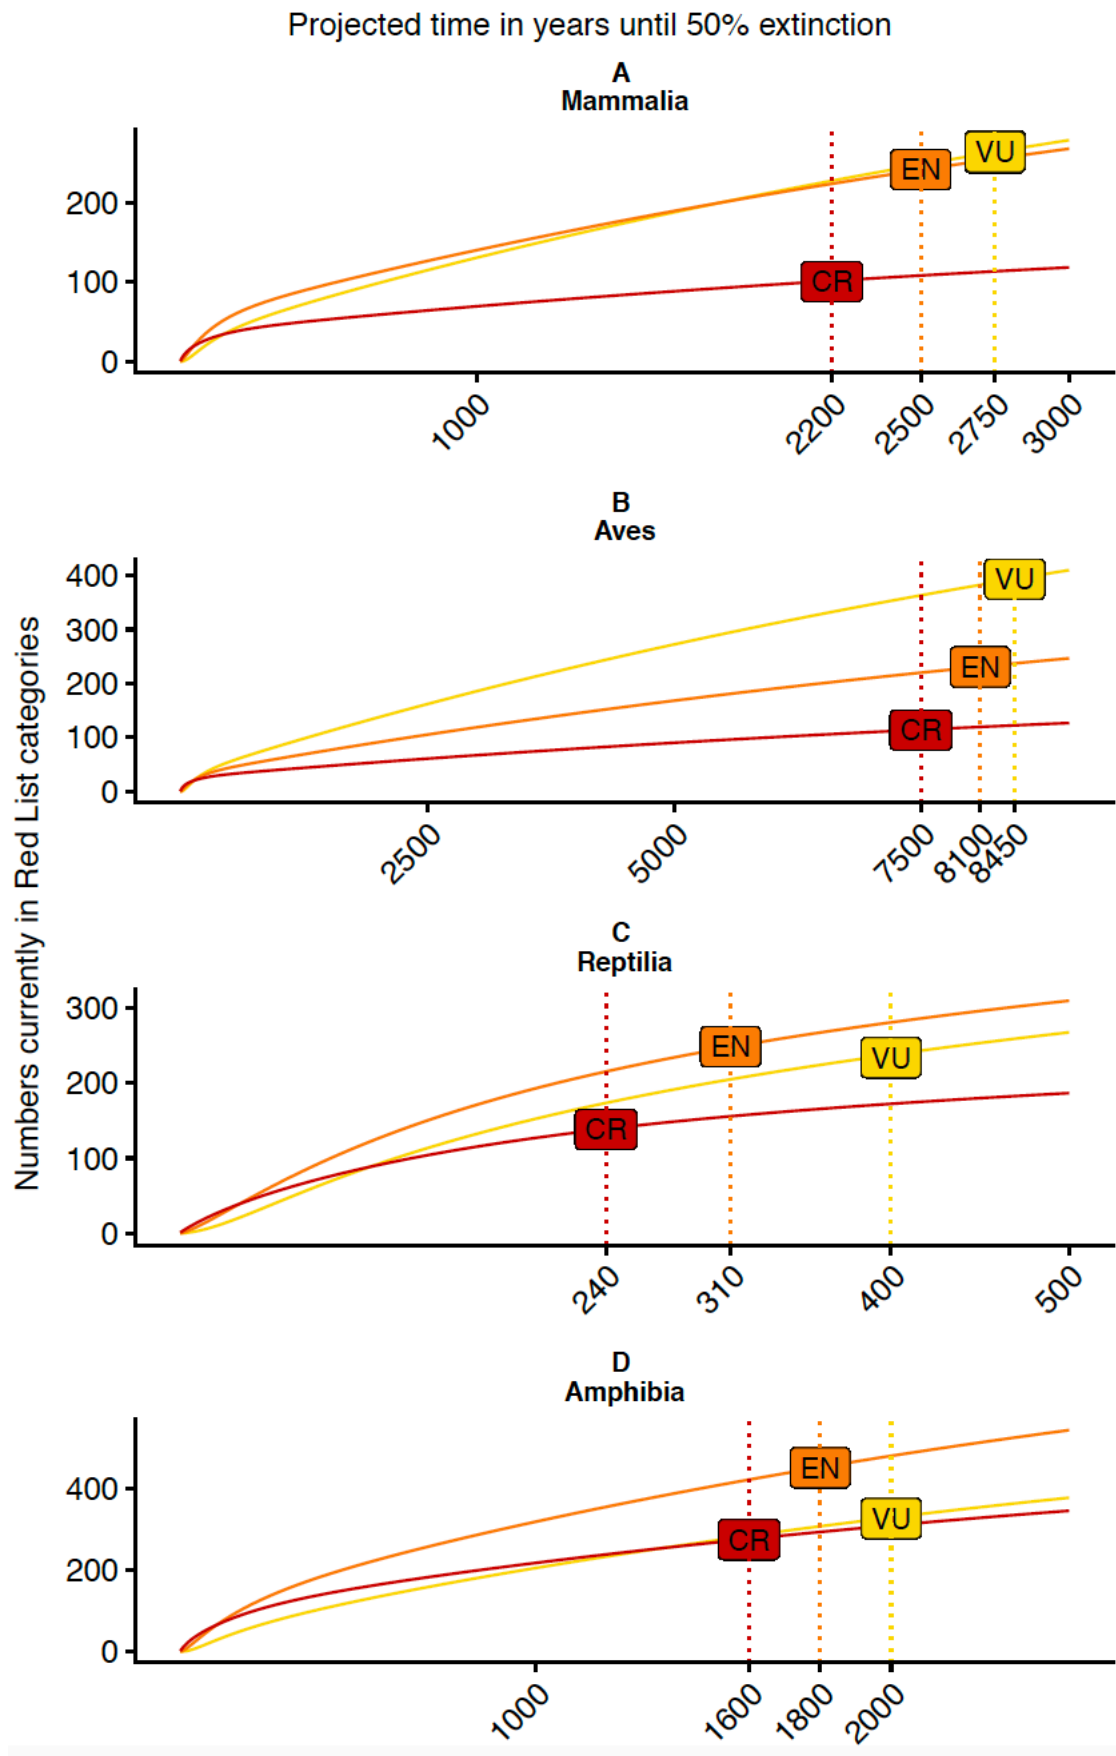 Projected time in years until 50% extinction
Numbers currently in Red List categories
A
Mammalia
200
100
0
CR
EN
VU
1000
2200
2500
2750
3000
B
Aves
400
300
200
100
0
CR
EN
VU
2500
5000
7500
8100
8450
C
Reptilia
300
200
100
0
CR
EN
VU
240
310
400
500
D
Amphibia
400
200
0
CR
EN
VU
1000
1600
1800
2000